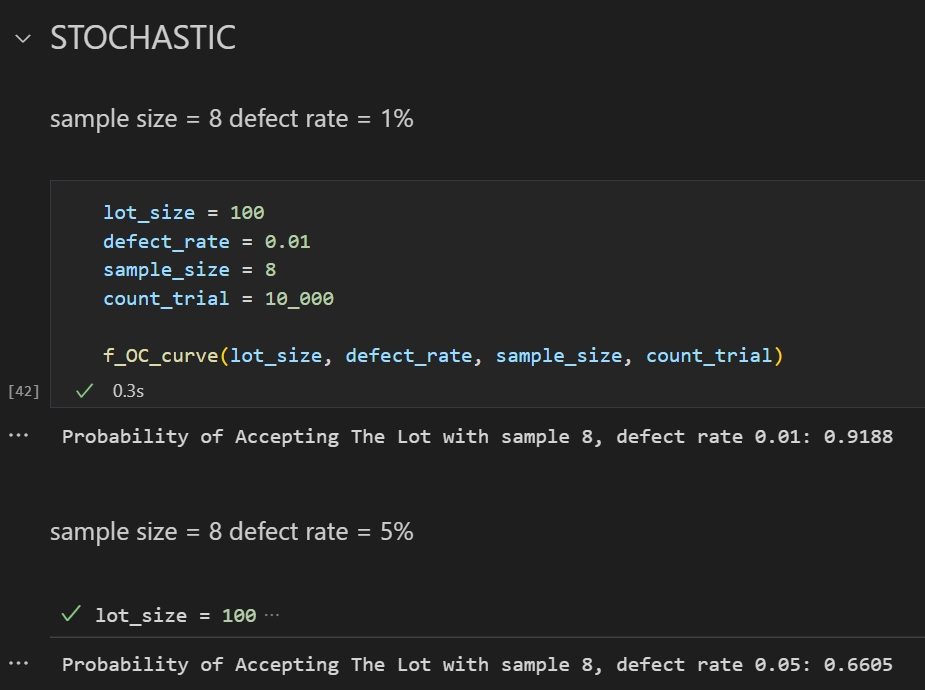 STOCHASTIC
sample size = 8 defect rate = 1%
lot_size = 100
defect_rate = 0.01
sample_size = 8
count_trial = 10_000
f_OC_curve(lot_size, defect_rate, sample_size, count_trial)
[42]
0.3s
Probability of Accepting The Lot with sample 8, defect rate 0.01: 0.9188
sample size = 8 defect rate = 5%
lot_size = 100 ···
Probability of Accepting The Lot with sample 8, defect rate 0.05: 0.6605